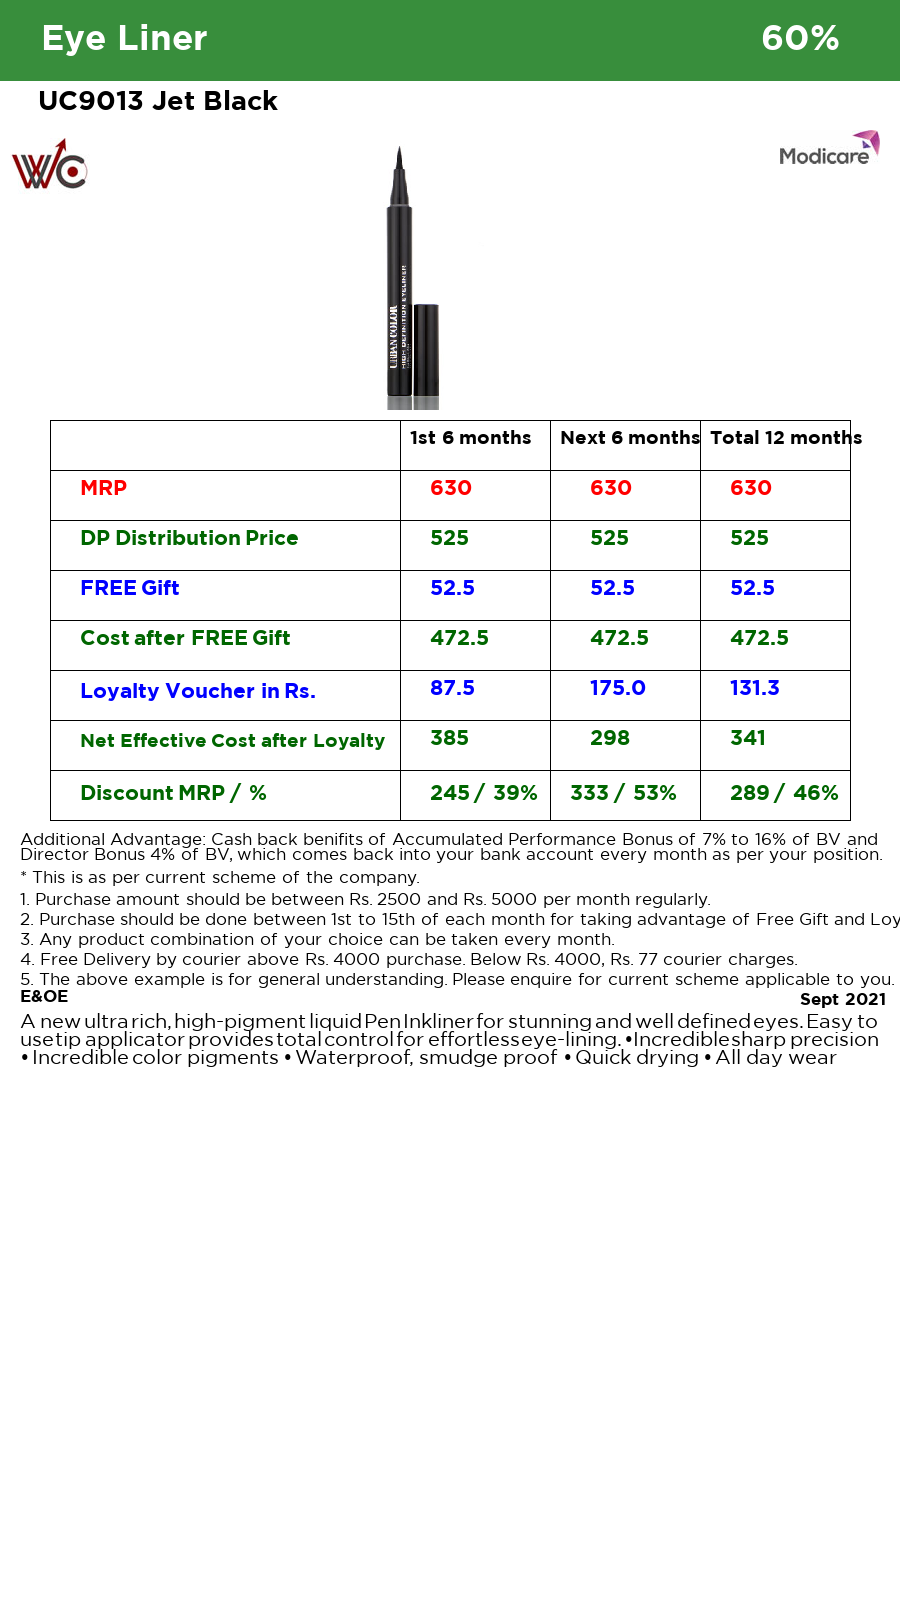 Eye Liner 60%
UC9013 Jet Black
WC
Modicare
URBAN COLOR
HIGH DEFINITION EYELINER
1st 6 months Next 6 months Total 12 months
MRP 630 630 630
DP Distribution Price 525 525 525
FREE Gift 52.5 52.5 52.5
Cost after FREE Gift 472.5 472.5 472.5
Loyalty Voucher in Rs. 87.5 175.0 131.3
Net Effective Cost after Loyalty 385 298 341
Discount MRP / % 245 / 39% 333 / 53% 289 / 46%
Additional Advantage: Cash back benifits of Accumulated Performance Bonus of 7% to 16% of BV and
Director Bonus 4% of BV, which comes back into your bank account every month as per your position.
* This is as per current scheme of the company.
1. Purchase amount should be between Rs. 2500 and Rs. 5000 per month regularly.
2. Purchase should be done between 1st to 15th of each month for taking advantage of Free Gift and Loy
3. Any product combination of your choice can be taken every month.
4. Free Delivery by courier above Rs. 4000 purchase. Below Rs. 4000, Rs. 77 courier charges.
5. The above example is for general understanding. Please enquire for current scheme applicable to you.
E&OE
Sept 2021
A new ultra rich, high-pigment liquid Pen Inkliner for stunning and well defined eyes. Easy to
use tip applicator provides total control for effortless eye-lining. •Incredible sharp precision
• Incredible color pigments • Waterproof, smudge proof • Quick drying • All day wear